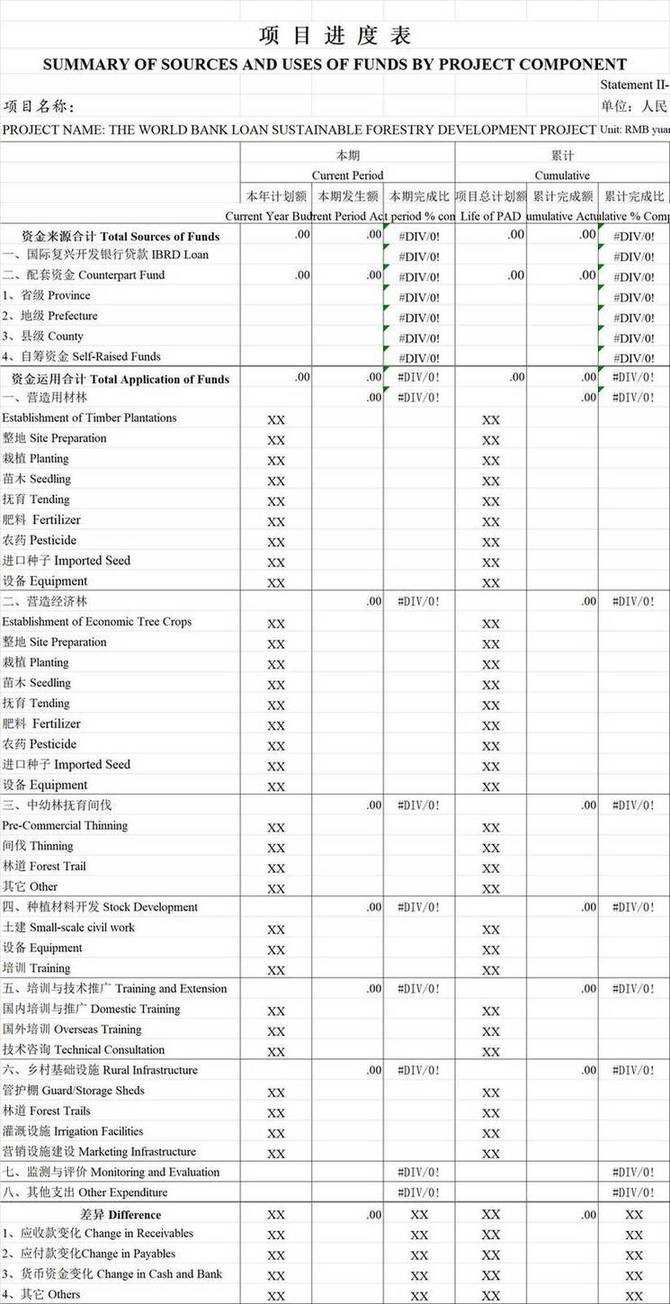 项 目 进 度 表
SUMMARY OF SOURCES AND USES OF FUNDS BY PROJECT COMPONENT
Statement II-
项目名称: 单位: 人民
PROJECT NAME: THE WORLD BANK LOAN SUSTAINABLE FORESTRY DEVELOPMENT PROJECT Unit: RMB yuan
本期 累计
Current Period Cumulative
本年计划额 本期发生额 本期完成比 项目总计划额 累计完成额 累计完成比
Current Year Bud rrent Period Act period % con Life of PAD umulative Actu ulative % Comp
资金来源合计 Total Sources of Funds .00 .00 #DIV/0! .00 .00 #DIV/0!
一、国际复兴开发银行贷款 IBRD Loan #DIV/0! #DIV/0!
二、配套资金 Counterpart Fund .00 .00 #DIV/0! .00 .00 #DIV/0!
1、省级 Province #DIV/0! #DIV/0!
2、地级 Prefecture #DIV/0! #DIV/0!
3、县级 County #DIV/0! #DIV/0!
4、自筹资金 Self-Raised Funds #DIV/0! #DIV/0!
资金运用合计 Total Application of Funds .00 .00 #DIV/0! .00 .00 #DIV/0!
一、营造用材林 .00 #DIV/0! .00 #DIV/0!
Establishment of Timber Plantations XX XX
整地 Site Preparation XX XX
栽植 Planting XX XX
苗木 Seedling XX XX
抚育 Tending XX XX
肥料 Fertilizer XX XX
农药 Pesticide XX XX
进口种子 Imported Seed XX XX
设备 Equipment XX XX
二、营造经济林 .00 #DIV/0! .00 #DIV/0!
Establishment of Economic Tree Crops XX XX
整地 Site Preparation XX XX
栽植 Planting XX XX
苗木 Seedling XX XX
抚育 Tending XX XX
肥料 Fertilizer XX XX
农药 Pesticide XX XX
进口种子 Imported Seed XX XX
设备 Equipment XX XX
三、中幼林抚育间伐 .00 #DIV/0! .00 #DIV/0!
Pre-Commercial Thinning XX XX
间伐 Thinning XX XX
林道 Forest Trail XX XX
其它 Other XX XX
四、种植材料开发 Stock Development .00 #DIV/0! .00 #DIV/0!
土建 Small-scale civil work XX XX
设备 Equipment XX XX
培训 Training XX XX
五、培训与技术推广 Training and Extension .00 #DIV/0! .00 #DIV/0!
国内培训与推广 Domestic Training XX XX
国外培训 Overseas Training XX XX
技术咨询 Technical Consultation XX XX
六、乡村基础设施 Rural Infrastructure .00 #DIV/0! .00 #DIV/0!
管护棚 Guard/Storage Sheds XX XX
林道 Forest Trails XX XX
灌溉设施 Irrigation Facilities XX XX
营销设施建设 Marketing Infrastructure XX XX
七、监测与评价 Monitoring and Evaluation #DIV/0! #DIV/0!
八、其他支出 Other Expenditure #DIV/0! #DIV/0!
差异 Difference XX .00 XX XX .00 XX
1、应收款变化 Change in Receivables XX XX XX XX
2、应付款变化Change in Payables XX XX XX XX
3、货币资金变化 Change in Cash and Bank XX XX XX XX
4、其它 Others XX XX XX XX